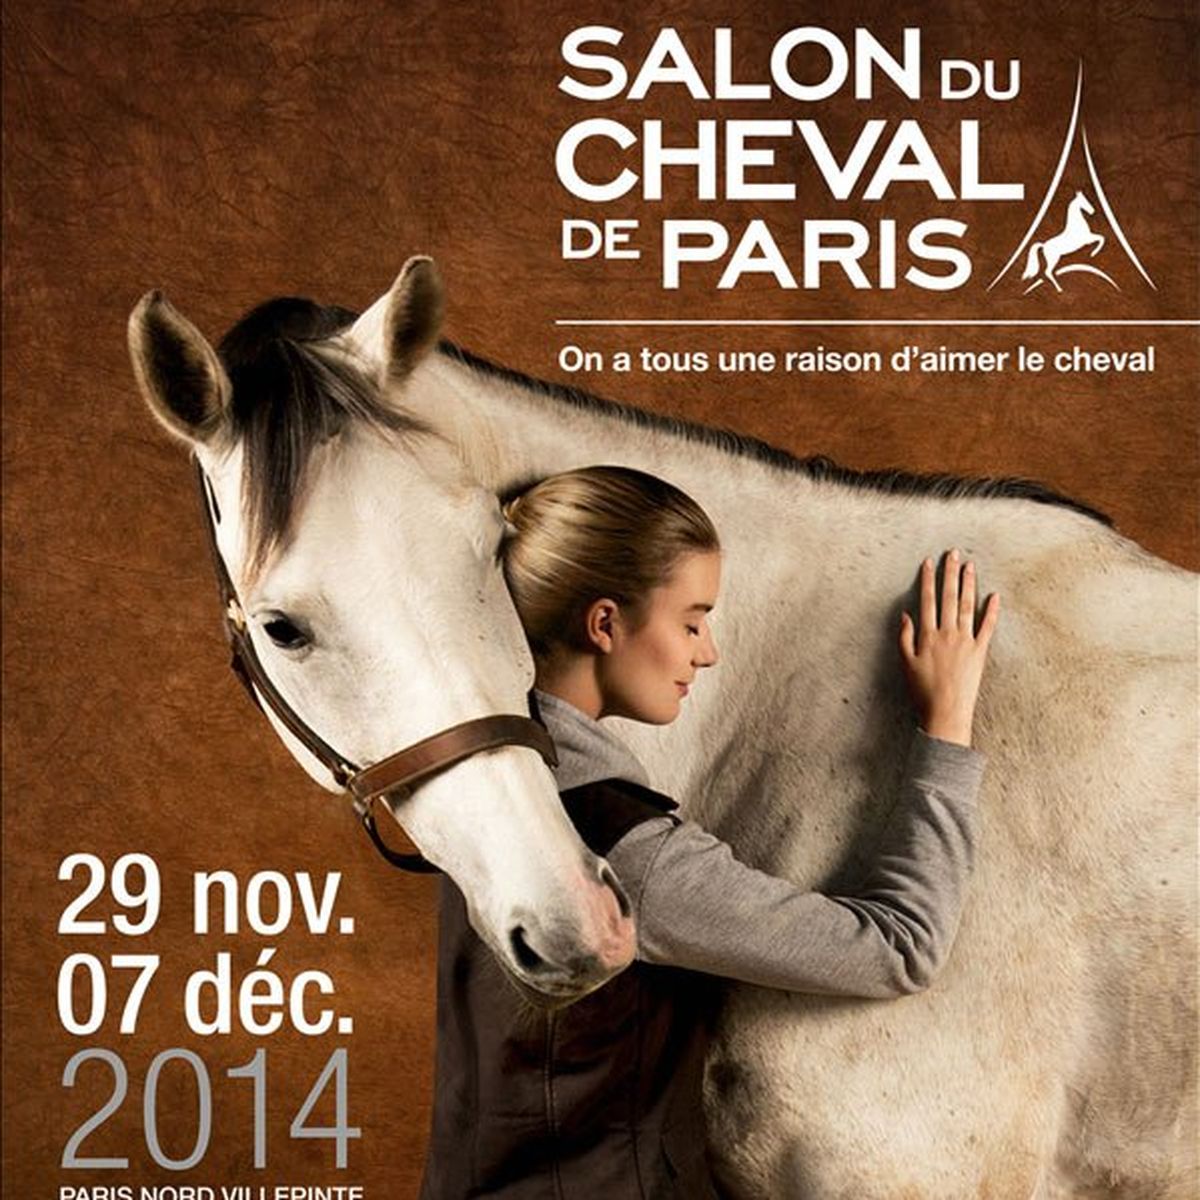 SALON DU
CHEVAL
DE PARIS
On a tous une raison d'aimer le cheval
29 nov.
07 déc.
2014
PARIS NORD VILLEPINTE